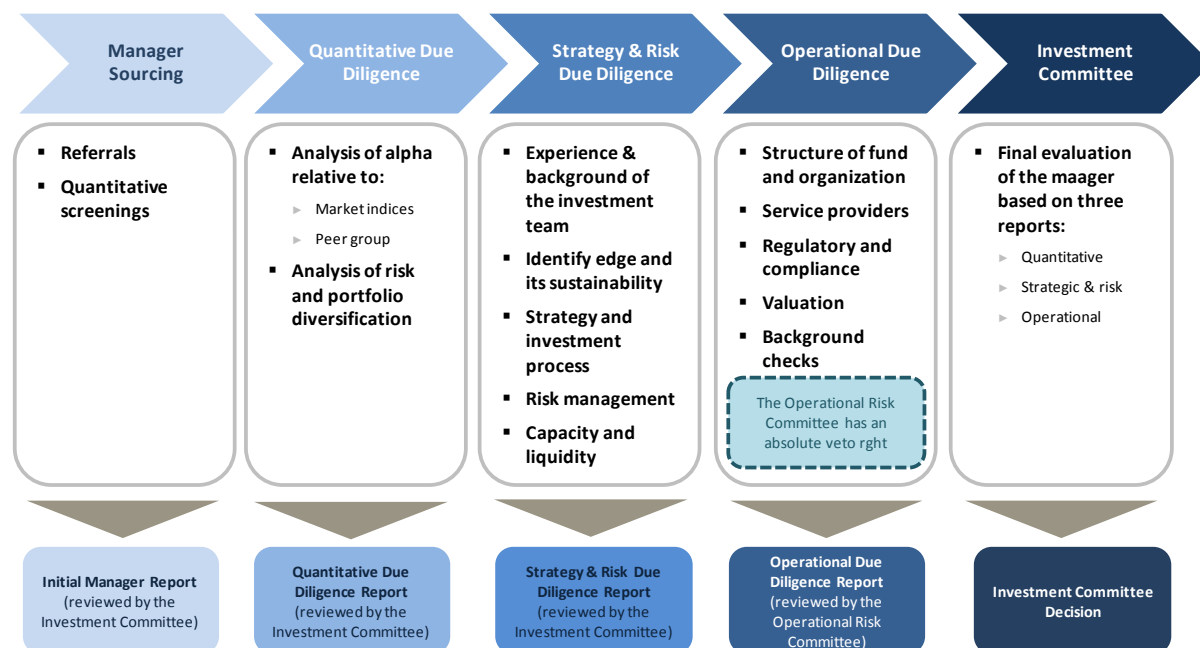 Manager
Sourcing
Quantitative Due
Diligence
Strategy & Risk
Due Diligence
Operational Due
Diligence
Investment
Committee
▪ Referrals
▪ Quantitative
screenings
▪ Analysis of alpha
relative to:
► Market indices
► Peer group
▪ Analysis of risk
and portfolio
diversification
▪ Experience &
background of
the investment
team
▪ Identify edge and
its sustainability
▪ Strategy and
investment
process
▪ Risk management
▪ Capacity and
liquidity
▪ Structure of fund
and organization
▪ Service providers
▪ Regulatory and
compliance
▪ Valuation
▪ Background
checks
The Operational Risk
Committee has an
absolute veto rght
▪ Final evaluation
of the maager
based on three
reports:
► Quantitative
► Strategic & risk
► Operational
Initial Manager Report
(reviewed by the
Investment Committee)
Quantitative Due
Diligence Report
(reviewed by the
Investment Committee)
Strategy & Risk Due
Diligence Report
(reviewed by the
Investment Committee)
Operational Due
Diligence Report
(reviewed by the
Operational Risk
Committee)
Investment Committee
Decision